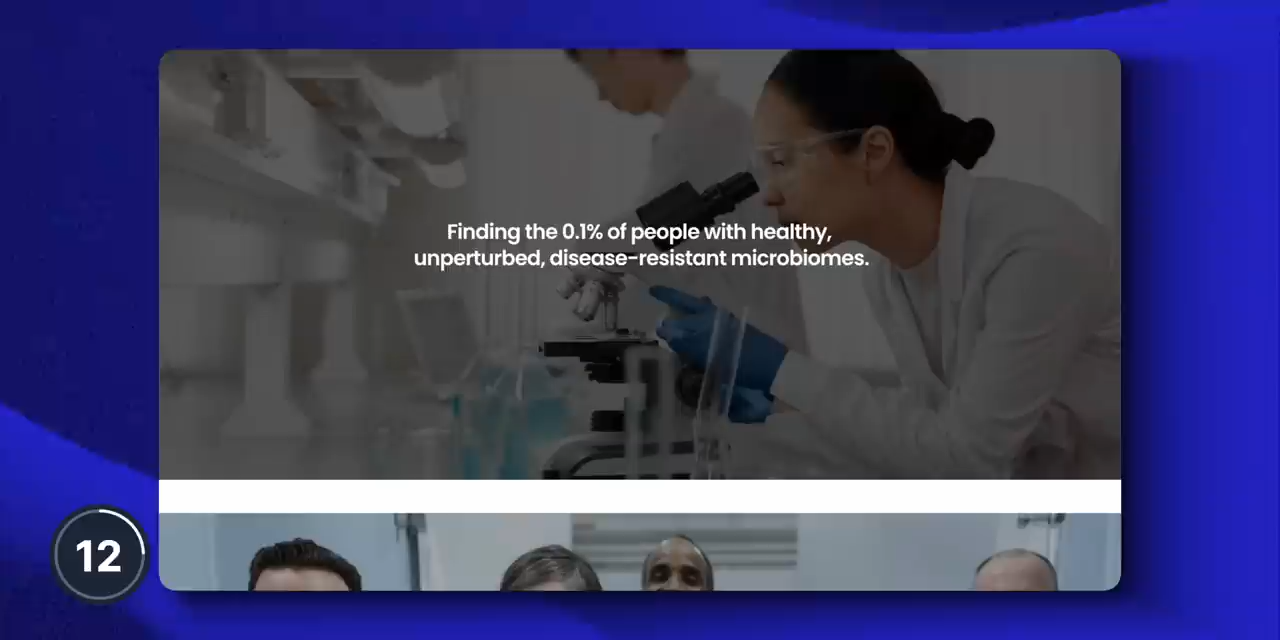 Finding the 0.1% of people with healthy,
unperturbed, disease-resistant microbiomes.
12